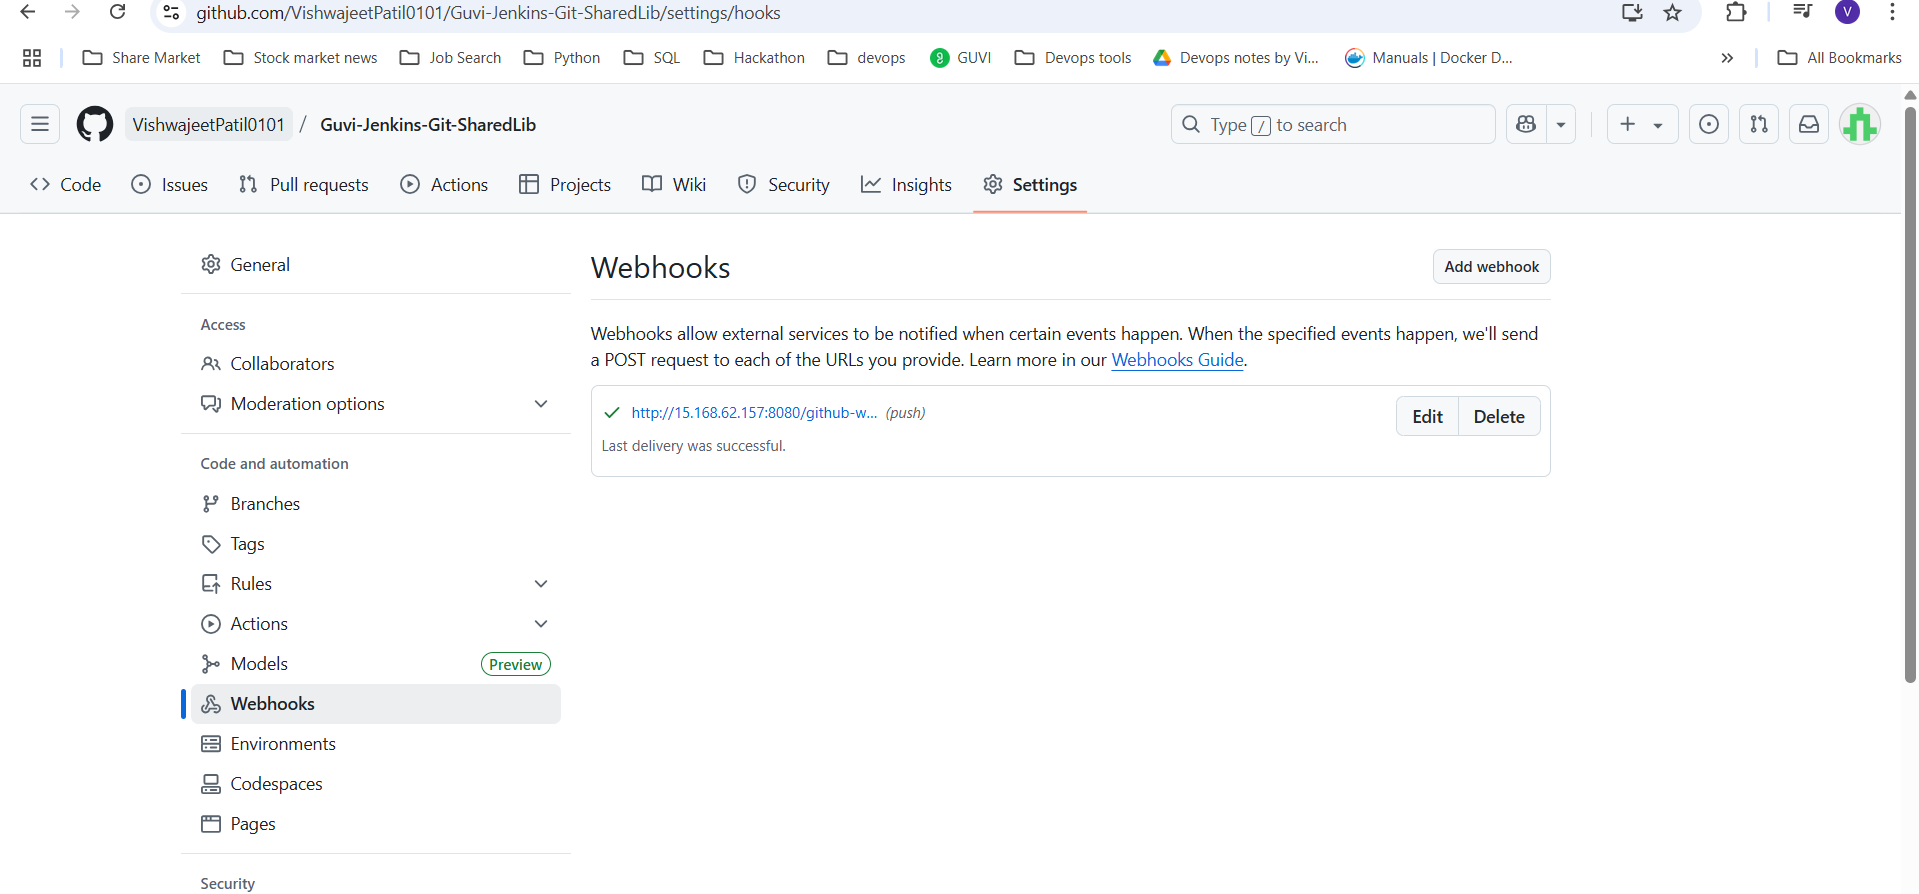 github.com/VishwajeetPatil0101/Guvi-Jenkins-Git-SharedLib/settings/hooks
V
Share Market Stock market news Job Search Python SQL Hackathon devops GUVI Devops tools Devops notes by Vi... Manuals | Docker D... » All Bookmarks
VishwajeetPatil0101 / Guvi-Jenkins-Git-SharedLib
Type / to search
Code Issues Pull requests Actions Projects Wiki Security Insights Settings
General
Access
Collaborators
Moderation options
Code and automation
Branches
Tags
Rules
Actions
Models Preview
Webhooks
Environments
Codespaces
Pages
Security
Webhooks
Add webhook
Webhooks allow external services to be notified when certain events happen. When the specified events happen, we'll send
a POST request to each of the URLs you provide. Learn more in our Webhooks Guide.
http://15.168.62.157:8080/github-w... (push)
Edit Delete
Last delivery was successful.